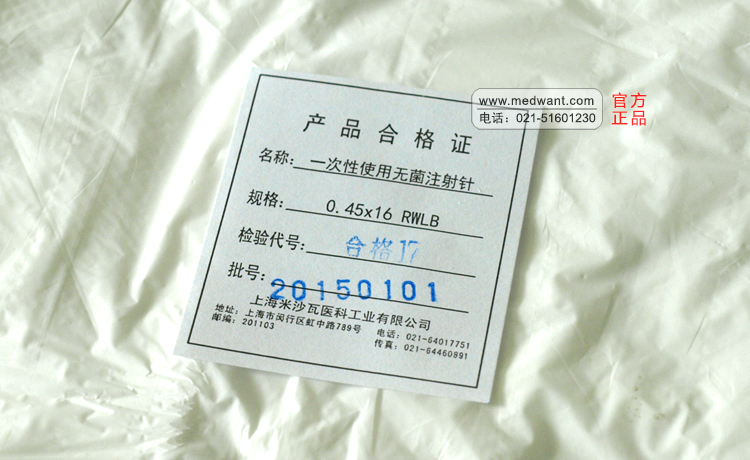 www.medwant.com
电话：021-51601230
官方
正品
产品合格证
名称：一次性使用无菌注射针
规格：0.45x16 RWLB
检验代号：合格17
批号：20150101
上海米沙瓦医科工业有限公司
地址：上海市闵行区虹中路789号 电话：021-64017751
邮编：201103 传真：021-64460891